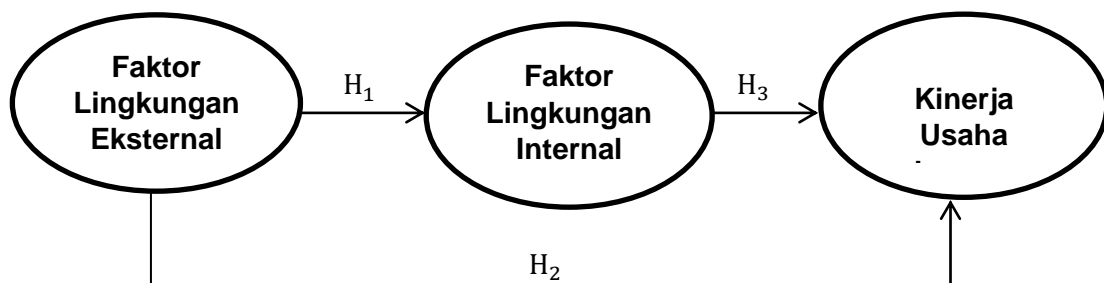 Faktor
Lingkungan
Eksternal
H₁
Faktor
Lingkungan
Internal
H₃
Kinerja
Usaha
H₂